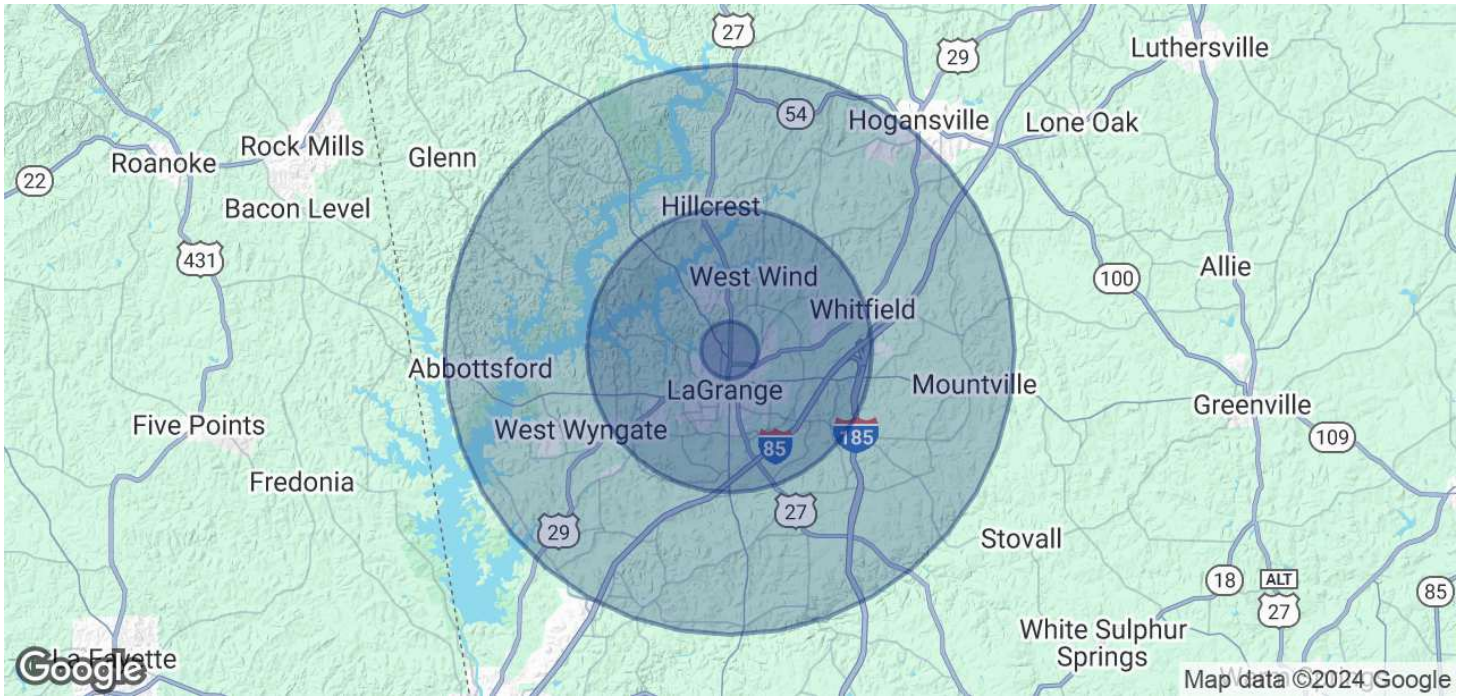 27
29
Luthersville
54
Hogansville
Lone Oak
Rock Mills
Glenn
Roanoke
22
Bacon Level
Hillcrest
431
West Wind
Allie
100
Whitfield
Abbottsford
LaGrange
Mountville
Five Points
West Wyngate
Greenville
85
185
109
Fredonia
27
29
Stovall
18
ALT
27
85
White Sulphur
Springs
La Fayette
Google
Map data ©2024 Google